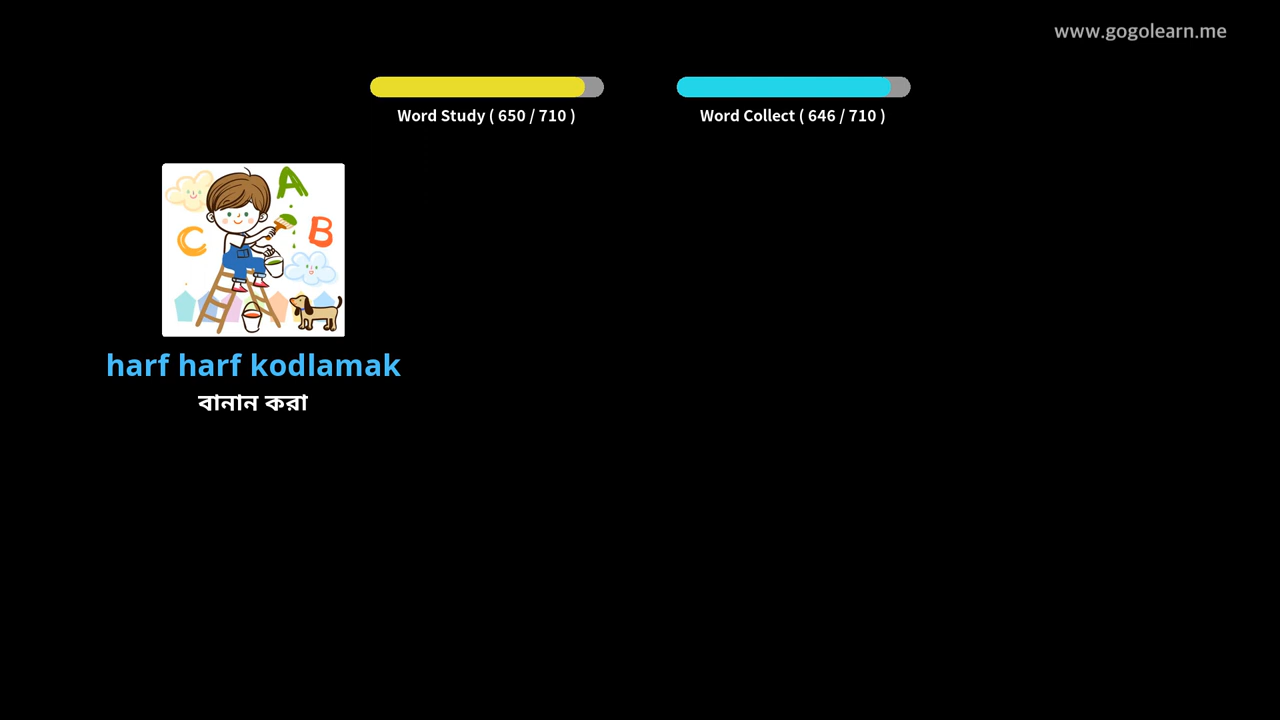 www.gogolearn.me
Word Study ( 650 / 710 )
Word Collect ( 646 / 710 )
A
B
C
harf harf kodlamak
বানান করা